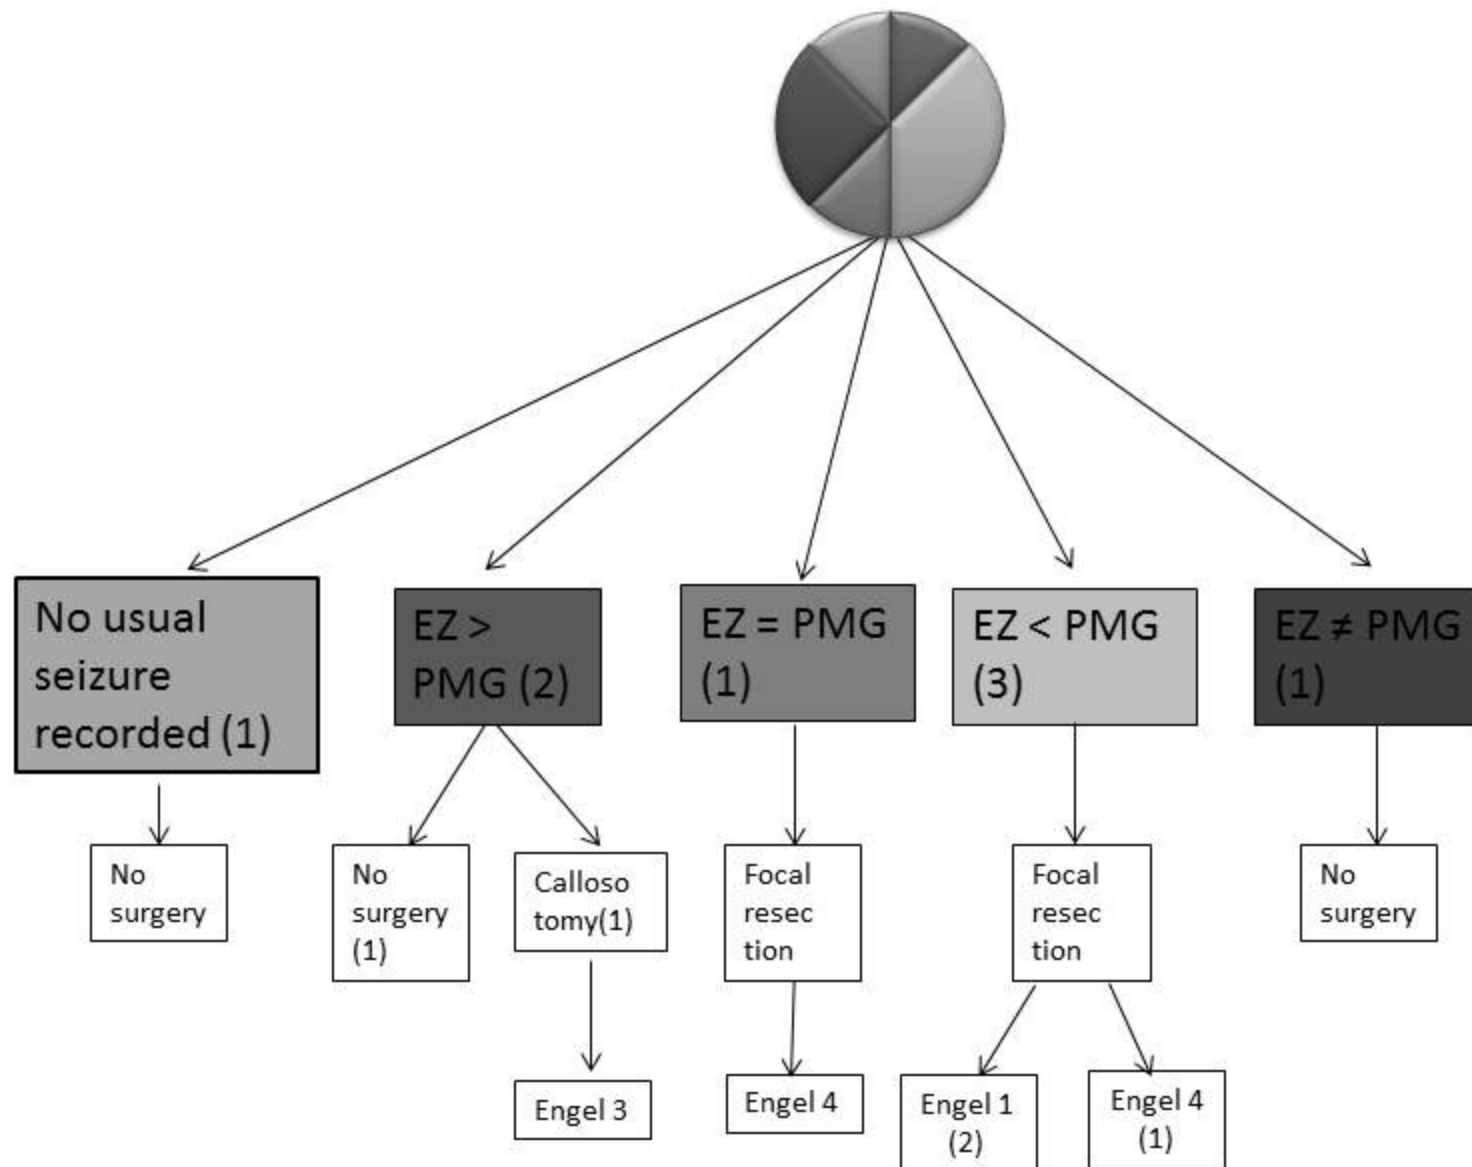 No usual
seizure
recorded (1)
EZ >
PMG (2)
EZ = PMG
(1)
EZ < PMG
(3)
EZ ≠ PMG
(1)
No
surgery
No
surgery
(1)
Calloso
tomy(1)
Focal
resec
tion
Focal
resec
tion
No
surgery
Engel 3
Engel 4
Engel 1
(2)
Engel 4
(1)